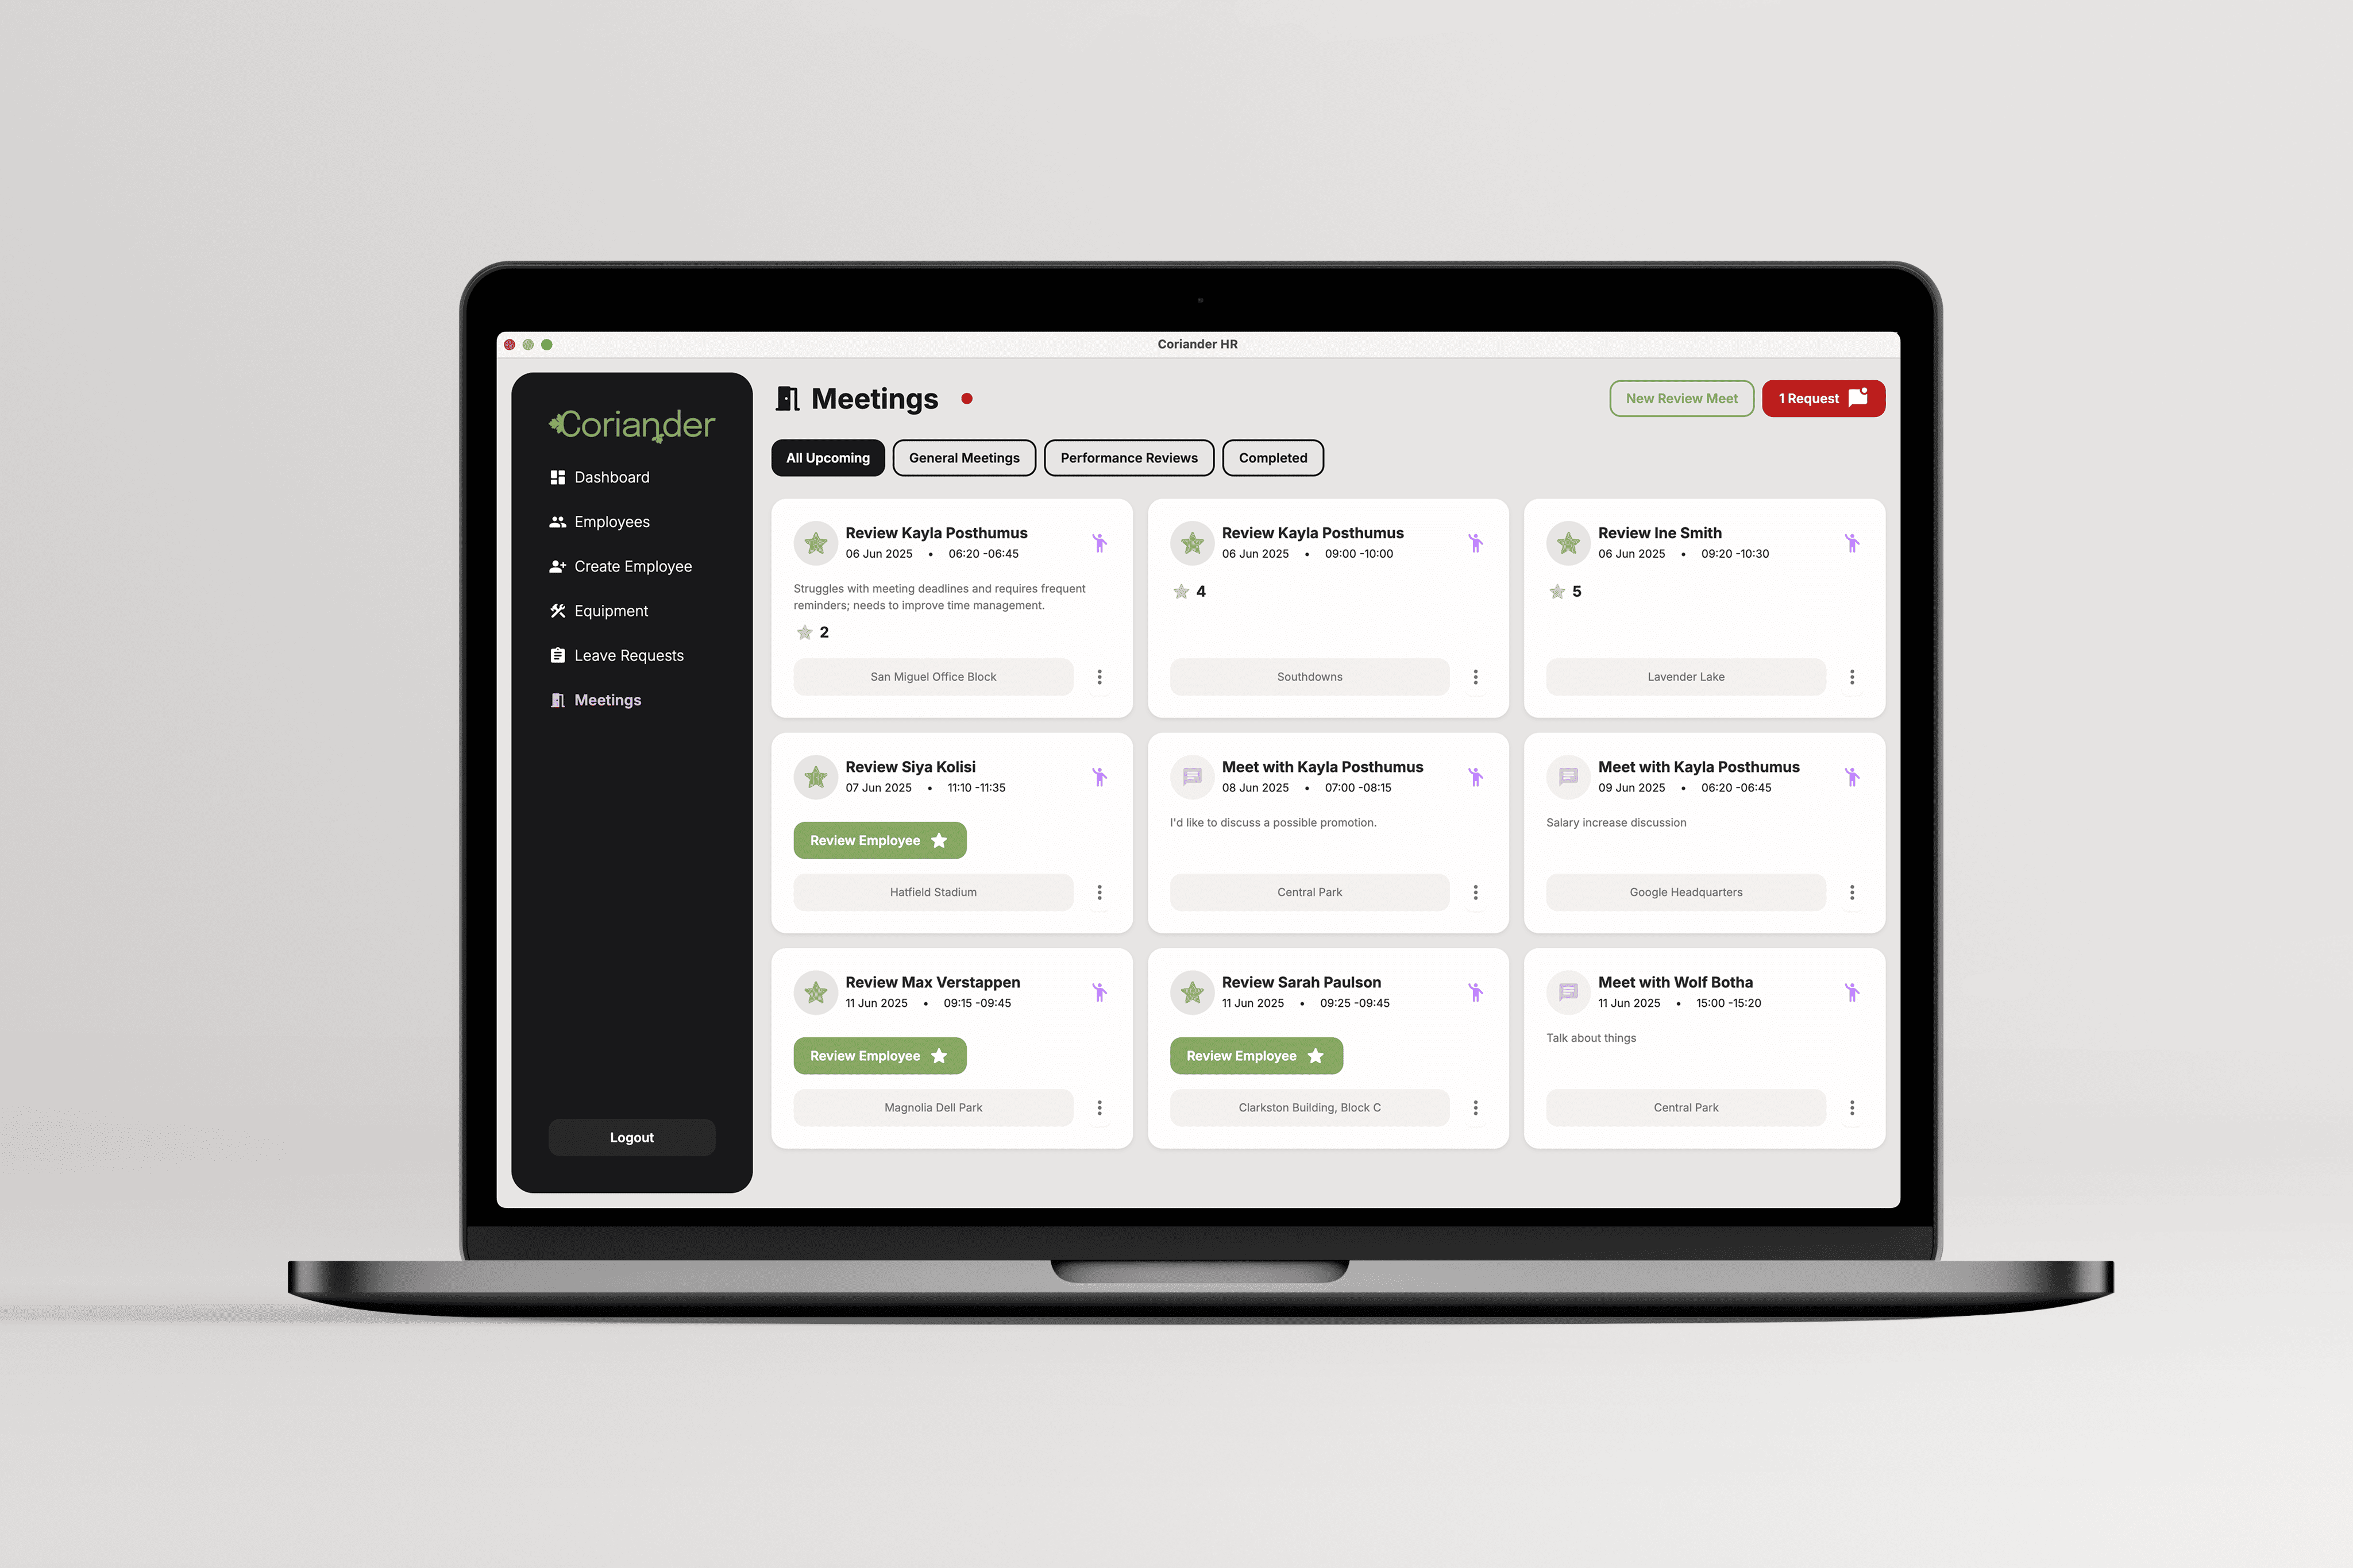 Coriander HR
Coriander
Dashboard
Employees
Create Employee
Equipment
Leave Requests
Meetings
Logout
Meetings
New Review Meet
1 Request
All Upcoming
General Meetings
Performance Reviews
Completed
Review Kayla Posthumus
06 Jun 2025 • 06:20 -06:45
Struggles with meeting deadlines and requires frequent
reminders; needs to improve time management.
2
San Miguel Office Block
Review Kayla Posthumus
06 Jun 2025 • 09:00 -10:00
4
Southdowns
Review Ine Smith
06 Jun 2025 • 09:20 -10:30
5
Lavender Lake
Review Siya Kolisi
07 Jun 2025 • 11:10 -11:35
Review Employee
Hatfield Stadium
Meet with Kayla Posthumus
08 Jun 2025 • 07:00 -08:15
I'd like to discuss a possible promotion.
Central Park
Meet with Kayla Posthumus
09 Jun 2025 • 06:20 -06:45
Salary increase discussion
Google Headquarters
Review Max Verstappen
11 Jun 2025 • 09:15 -09:45
Review Employee
Magnolia Dell Park
Review Sarah Paulson
11 Jun 2025 • 09:25 -09:45
Review Employee
Clarkston Building, Block C
Meet with Wolf Botha
11 Jun 2025 • 15:00 -15:20
Talk about things
Central Park